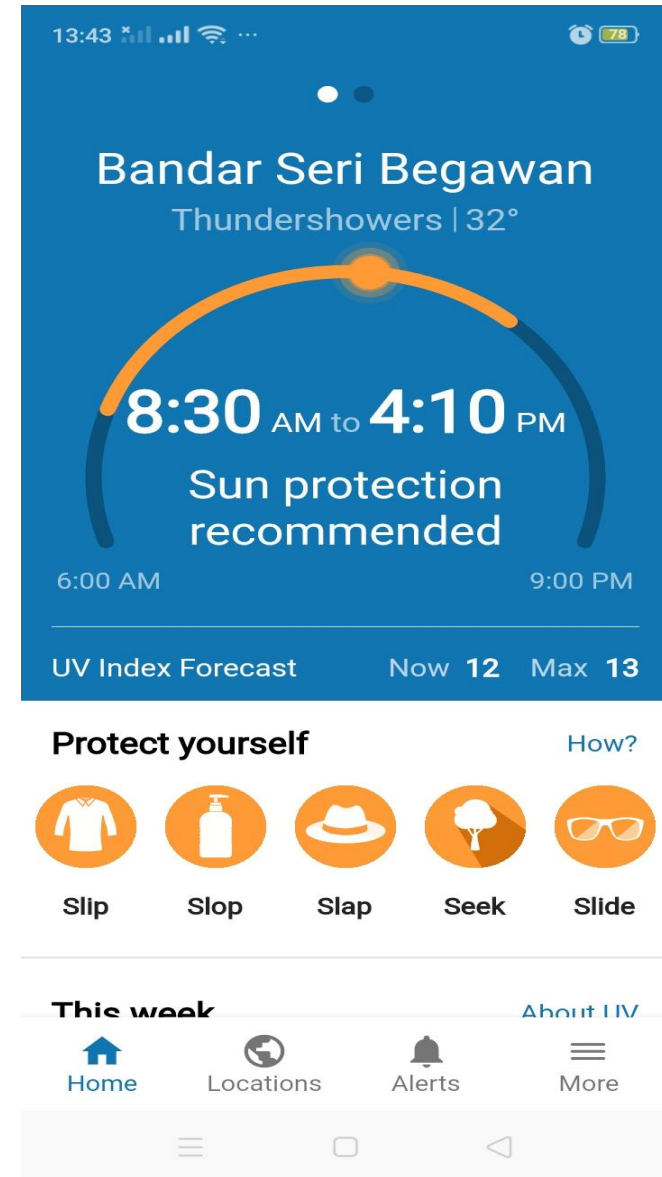 13:43 ... 78
Bandar Seri Begawan
Thundershowers | 32°
8:30 AM to 4:10 PM
Sun protection
recommended
6:00 AM 9:00 PM
UV Index Forecast Now 12 Max 13
Protect yourself How?
Slip Slop Slap Seek Slide
This week About UV
Home Locations Alerts More